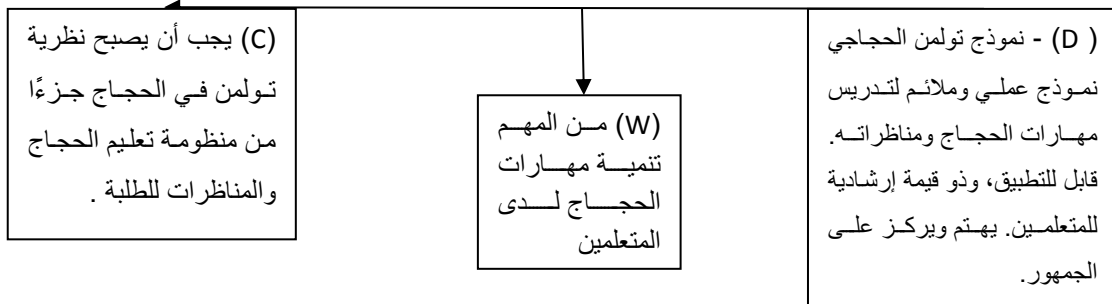 ( D) - نموذج تولمن الحجاجي
نموذج عملي وملائم لتدريس
مهارات الحجاج ومناظراته.
قابل للتطبيق، وذو قيمة إرشادية
للمتعلمين. يهتم ويركز على
الجمهور.
(W) من المهم
تنمية مهارات
الحجاج لدى
المتعلمين
(C) يجب أن يصبح نظرية
تولمن في الحجاج جزءًا
من منظومة تعليم الحجاج
والمناظرات للطلبة .